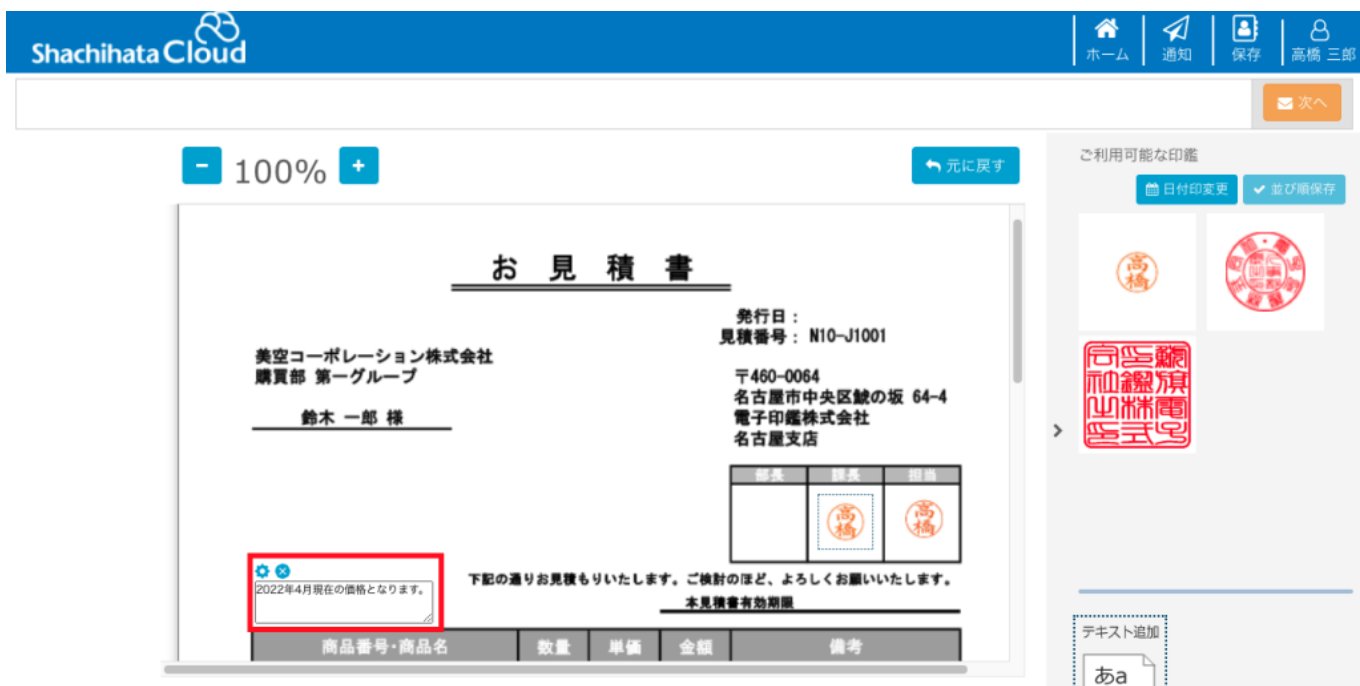 Shachihata Cloud
ホーム
通知
保存
高橋 三郎
次へ
100%
元に戻す
ご利用可能な印鑑
日付印変更
並び順保存
お見積書
発行日：
見積番号： N10-J1001
美空コーポレーション株式会社
購買部 第一グループ
鈴木 一郎 様
〒460-0064
名古屋市中央区鯱の坂 64-4
電子印鑑株式会社
名古屋支店
部長 課長 担当
高橋
高橋
高橋
2022年4月現在の価格となります。
下記の通りお見積もりいたします。ご検討のほど、よろしくお願いいたします。
本見積書有効期限
商品番号・商品名 数量 単価 金額 備考
テキスト追加
あa